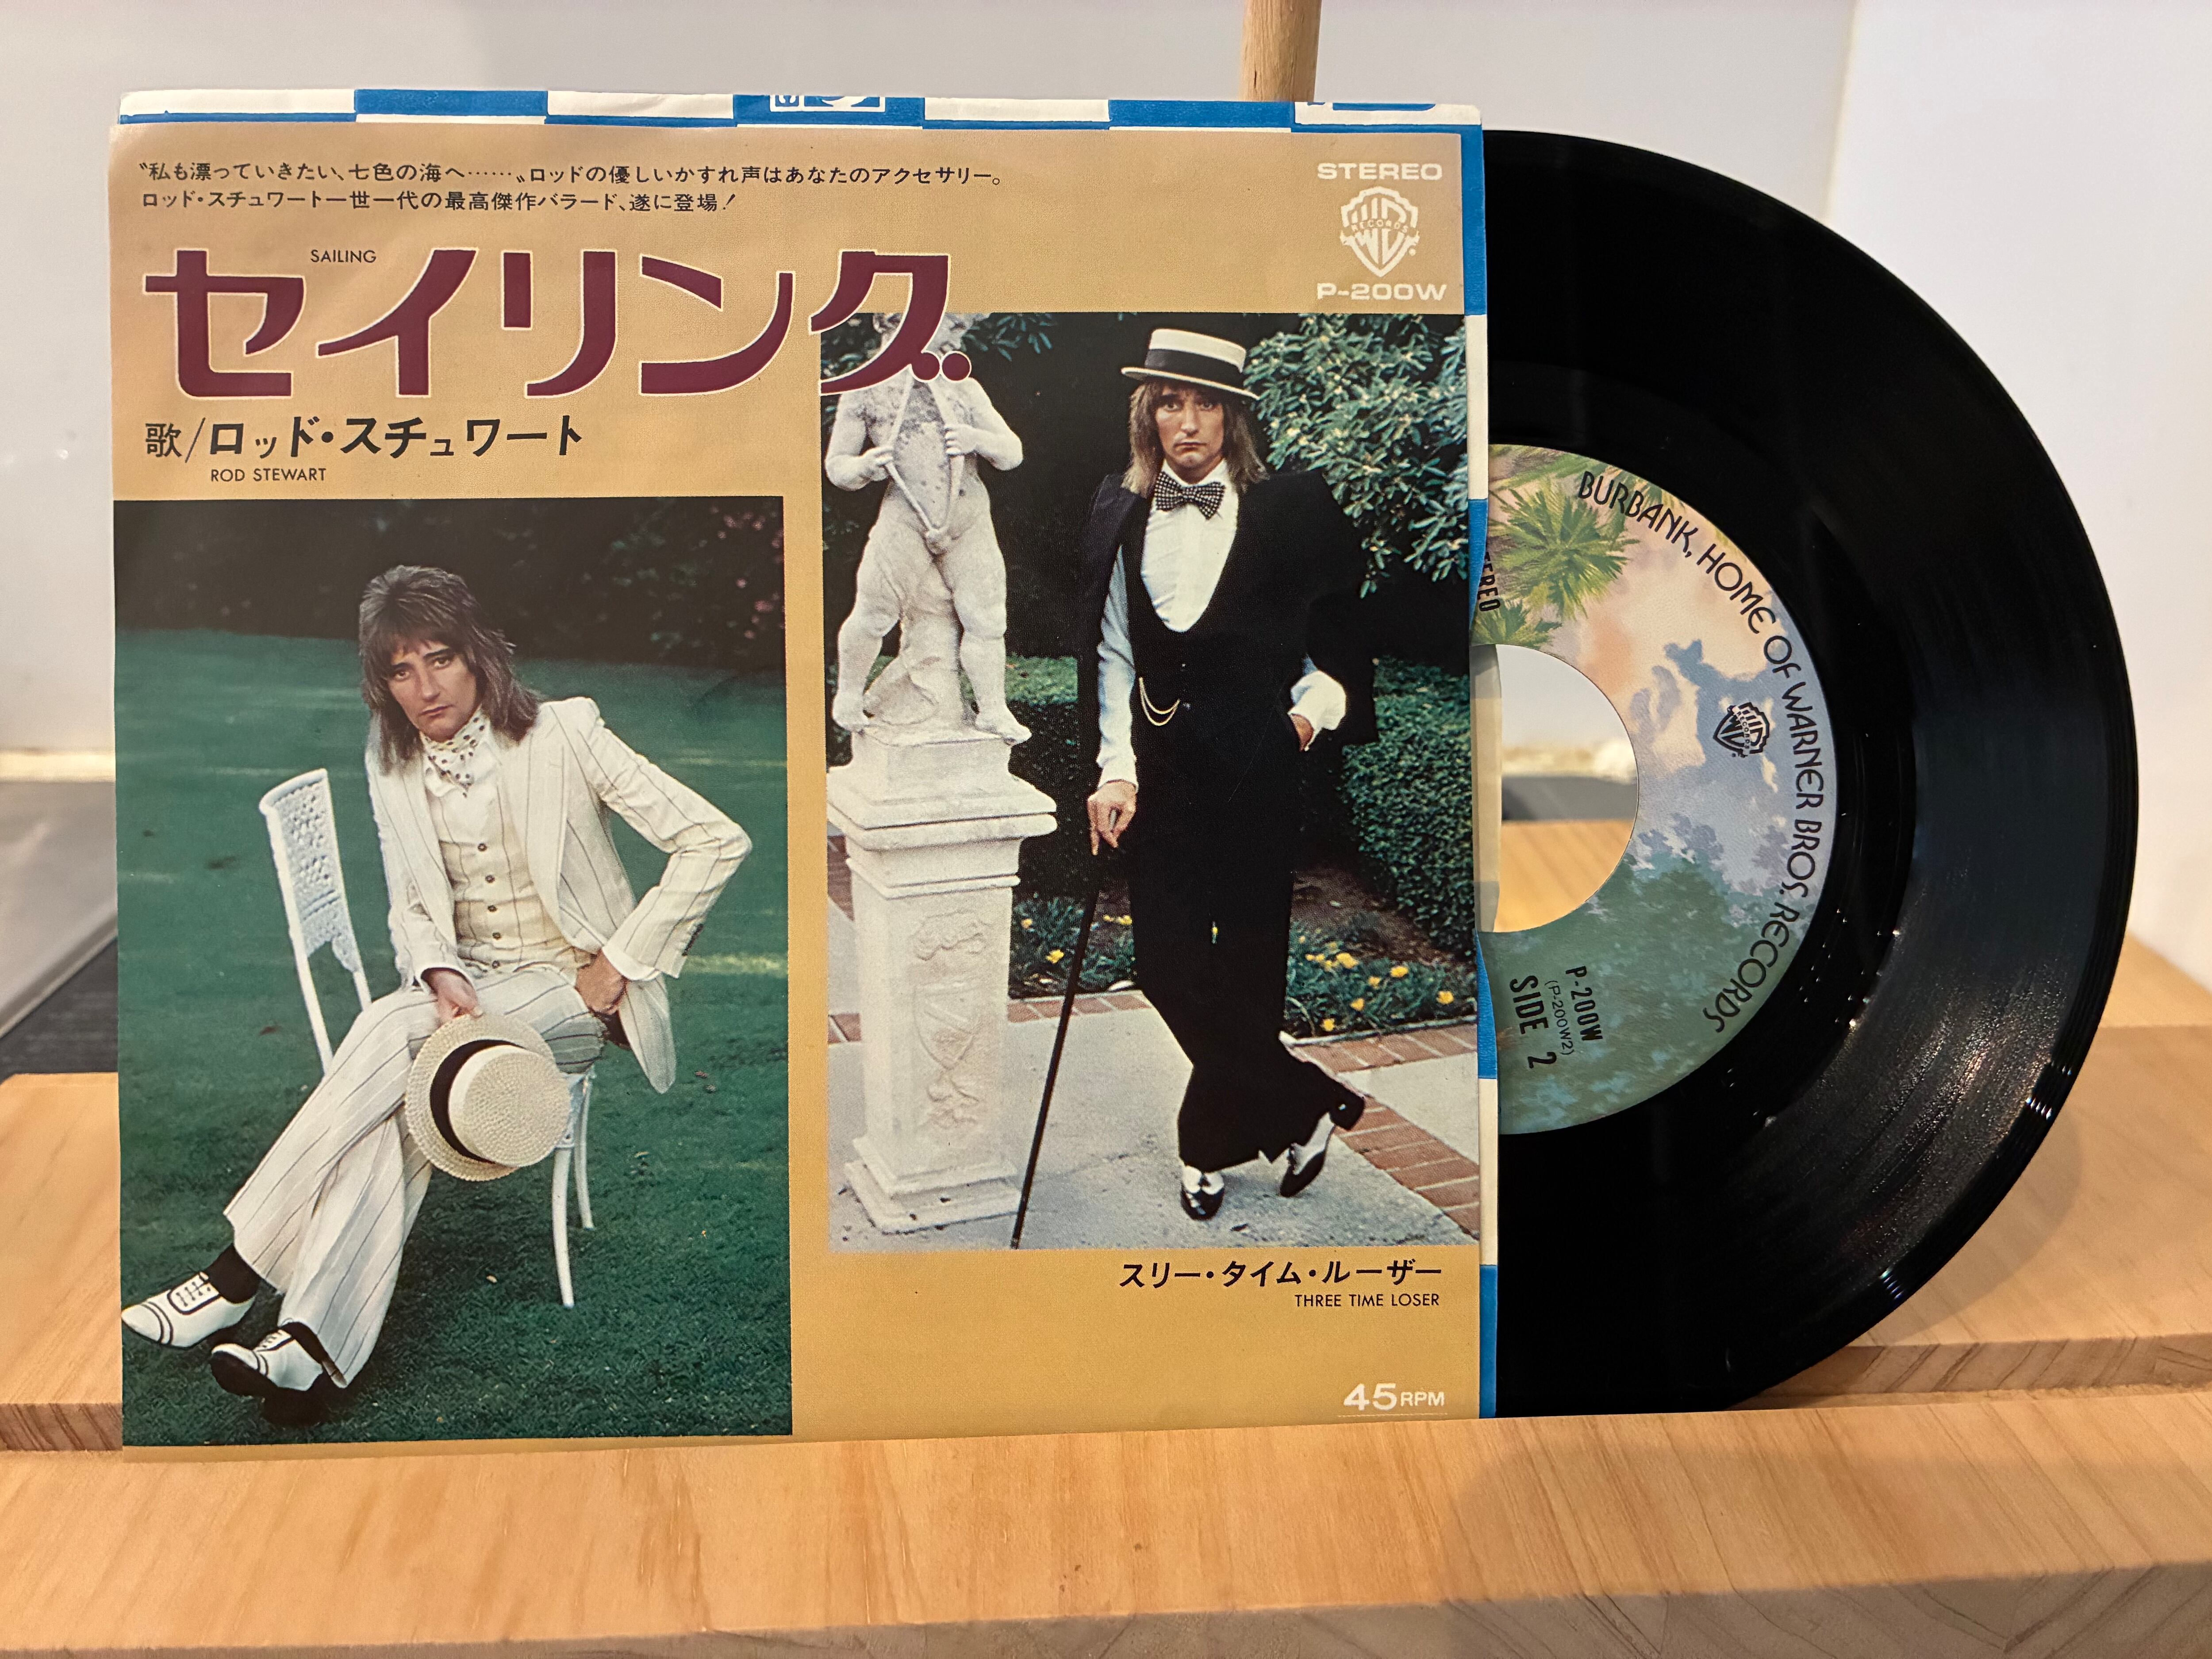 〝私も漂っていきたい、七色の海へ……〟ロッドの優しいかすれ声はあなたのアクセサリー。
ロッド・スチュワート一世一代の最高傑作バラード、遂に登場！
STEREO
RECORDS
P-200W
SAILING
セイリング
歌/ロッド・スチュワート
ROD STEWART
スリー・タイム・ルーザー
THREE TIME LOSER
45RPM
BURBANK, HOME OF WARNER BROS. RECORDS
RECORDS
P-200W
(P-200W2)
SIDE 2